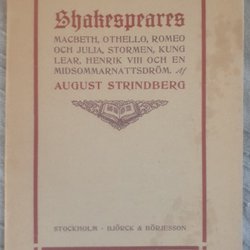 Shakespeares
MACBETH, OTHELLO, ROMEO
OCH JULIA, STORMEN, KUNG
LEAR, HENRIK VIII OCH EN
MIDSOMMARNATTSDRÖM. Af
AUGUST STRINDBERG
STOCKHOLM - BJÖRCK & BÖRJESSON